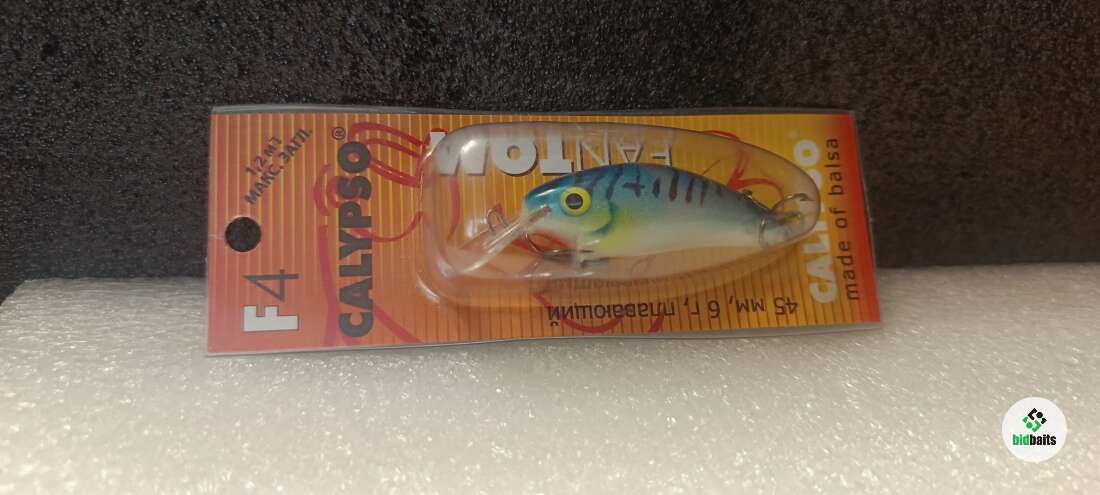 F4
1,2 м
МАКС. ЗАГЛ.
CALYPSO®
FANTOM
45 мм, 6 г, плавающий
CALYPSO®
made of balsa
bidbaits